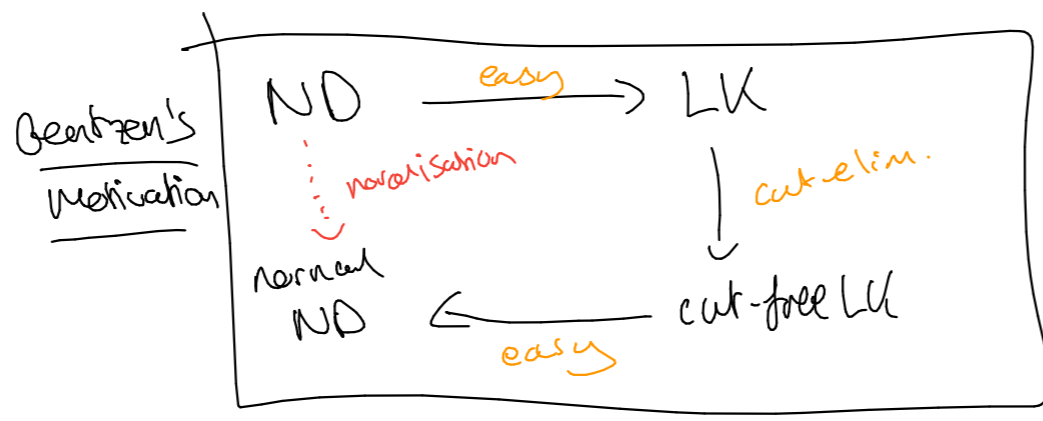 Gentzen's
Motivation
ND easy LK
normalisation
cut-elim.
normal
ND easy cut-free LK